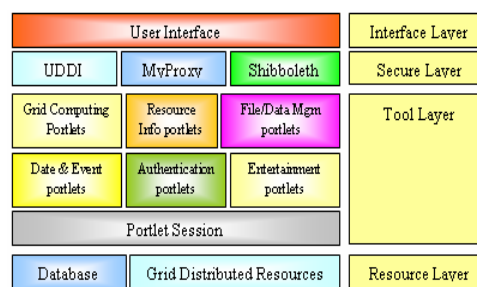 User Interface
Interface Layer
UDDI
MyProxy
Shibboleth
Secure Layer
Grid Computing
Portlets
Resource
Info portlets
File/Data Mgm
portlets
Tool Layer
Date & Event
portlets
Authentication
portlets
Entertainment
portlets
Portlet Session
Database
Grid Distributed Resources
Resource Layer